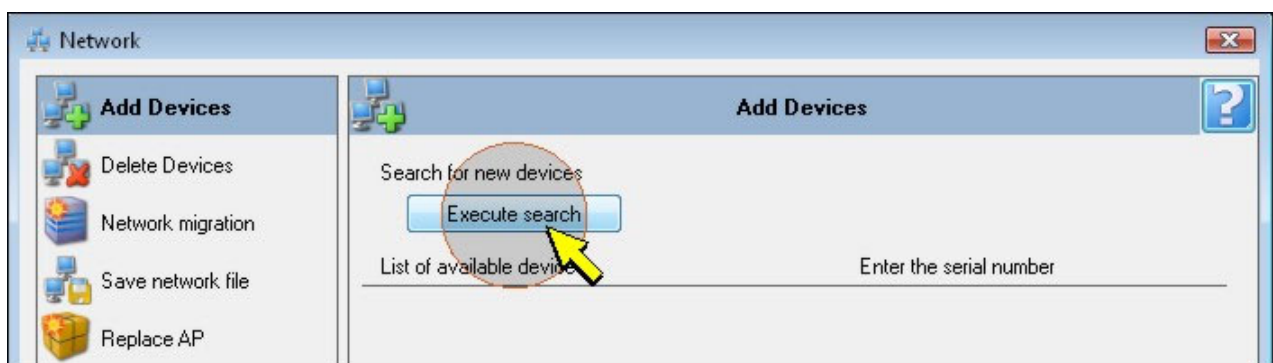 Network
Add Devices
Delete Devices
Network migration
Save network file
Replace AP
Add Devices
?
Search for new devices
Execute search
List of available device
Enter the serial number